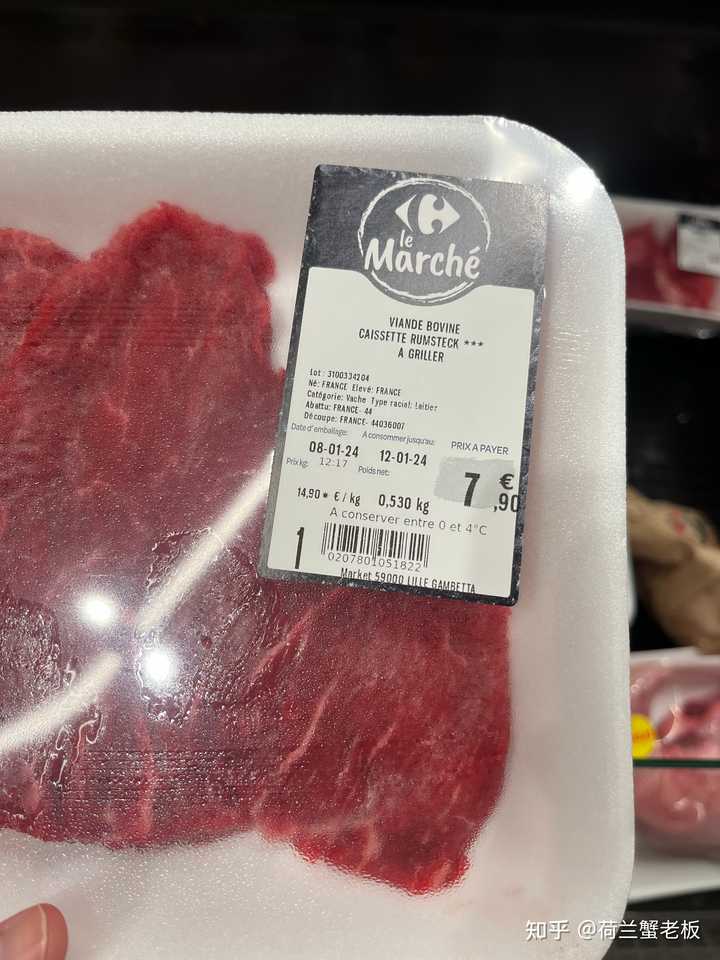 le
Marché
VIANDE BOVINE
CAISSETTE RUMSTECK ***
A GRILLER
Lot : 3100334204
Né: FRANCE Elevé: FRANCE
Catégorie: Vache Type racial: laitier
Abattu: FRANCE- 44
Découpe: FRANCE- 44036007
Date d'emballage: A consommer jusqu'au: PRIX A PAYER
08-01-24 12-01-24
12:17
Prix kg: Poids net: 7 € ,90
14,90* € / kg 0,530 kg
A conserver entre 0 et 4°C
1
0207801051822
Market 59000 LILLE GAMBETTA
知乎 @荷兰蟹老板